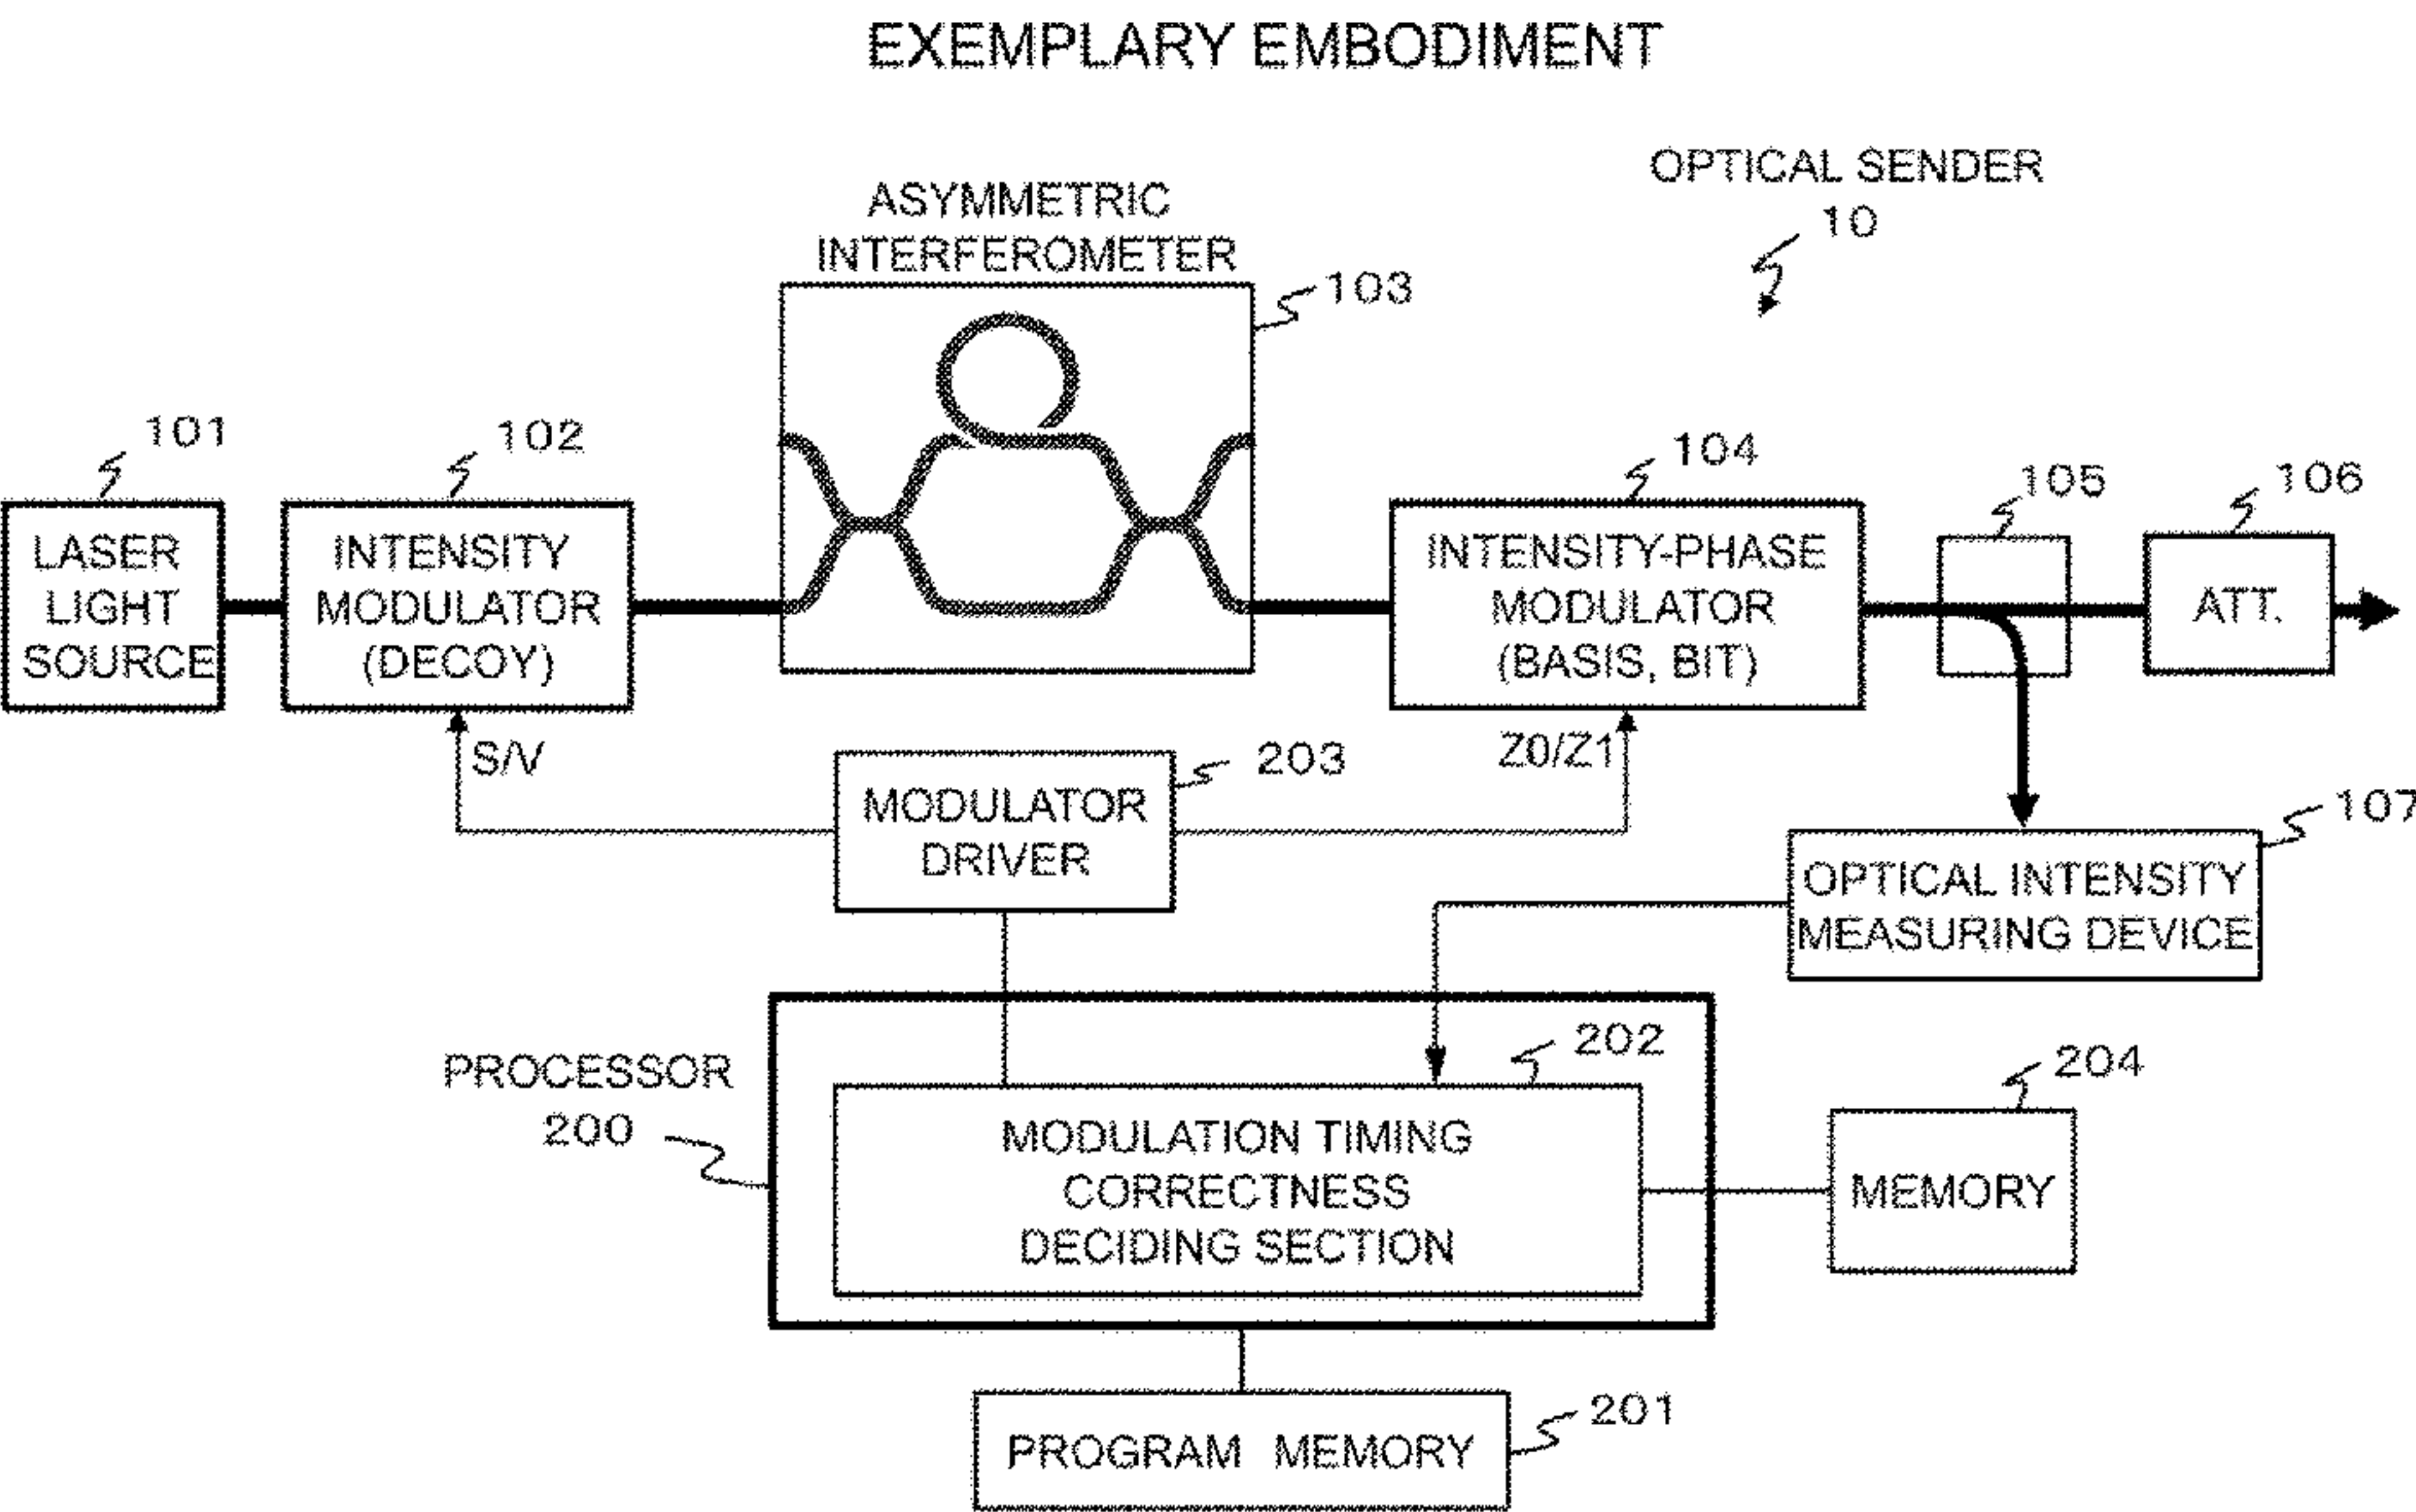 EXEMPLARY EMBODIMENT
OPTICAL SENDER
10
ASYMMETRIC
INTERFEROMETER
103
101
102
104
105
106
LASER
LIGHT
SOURCE
INTENSITY
MODULATOR
(DECOY)
INTENSITY-PHASE
MODULATOR
(BASIS, BIT)
ATT.
S/V
203
Z0/Z1
MODULATOR
DRIVER
107
OPTICAL INTENSITY
MEASURING DEVICE
PROCESSOR
200
202
204
MODULATION TIMING
CORRECTNESS
DECIDING SECTION
MEMORY
201
PROGRAM MEMORY